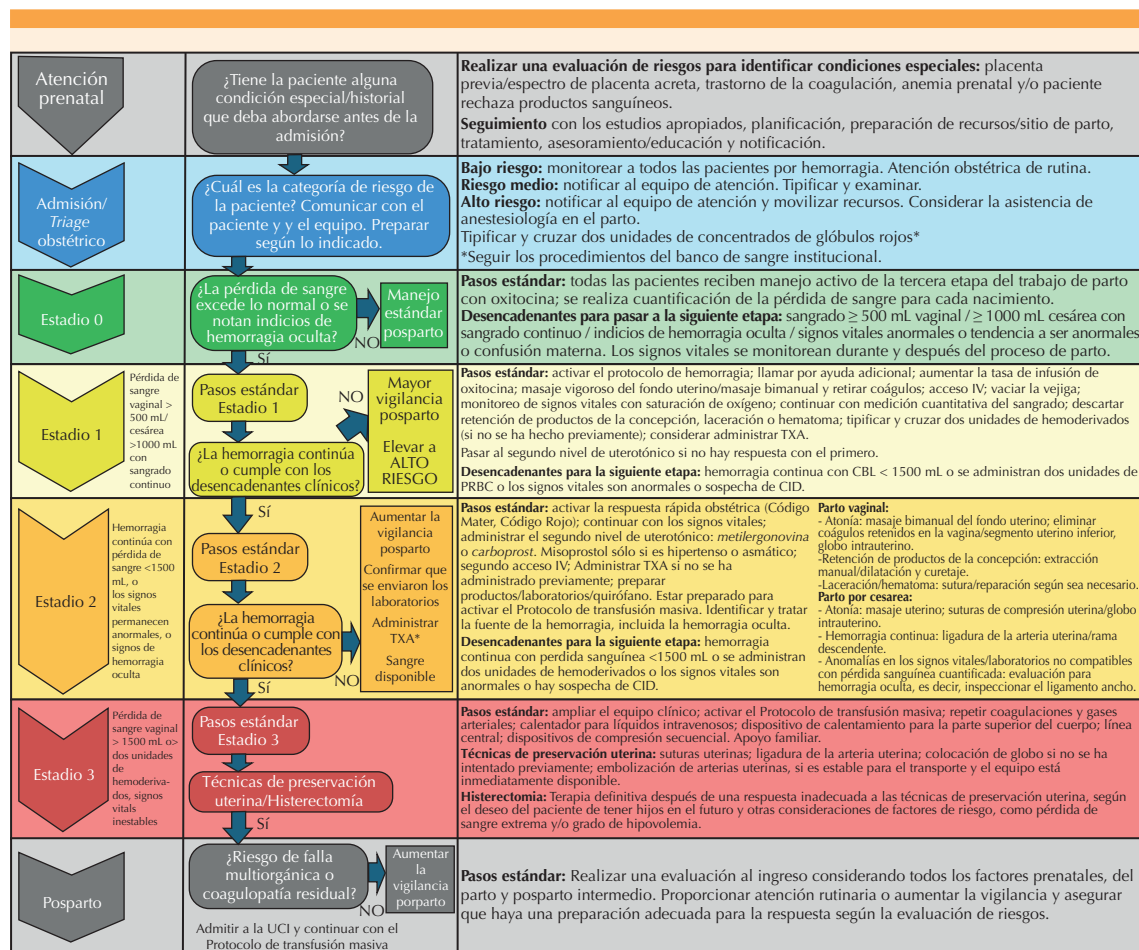 Atención
prenatal
¿Tiene la paciente alguna
condición especial/historial
que deba abordarse antes de la
admisión?
Realizar una evaluación de riesgos para identificar condiciones especiales: placenta
previa/espectro de placenta acreta, trastorno de la coagulación, anemia prenatal y/o paciente
rechaza productos sanguíneos.
Seguimiento con los estudios apropiados, planificación, preparación de recursos/sitio de parto,
tratamiento, asesoramiento/educación y notificación.
Admisión/
Triage
obstétrico
¿Cuál es la categoría de riesgo de
la paciente? Comunicar con el
paciente y y el equipo. Preparar
según lo indicado.
Bajo riesgo: monitorear a todos las pacientes por hemorragia. Atención obstétrica de rutina.
Riesgo medio: notificar al equipo de atención. Tipificar y examinar.
Alto riesgo: notificar al equipo de atención y movilizar recursos. Considerar la asistencia de
anestesiología en el parto.
Tipificar y cruzar dos unidades de concentrados de glóbulos rojos*
*Seguir los procedimientos del banco de sangre institucional.
Estadio 0
¿La pérdida de sangre
excede lo normal o se
notan indicios de
hemorragia oculta?
NO
Manejo
estándar
posparto
Sí
Pasos estándar: todas las pacientes reciben manejo activo de la tercera etapa del trabajo de parto
con oxitocina; se realiza cuantificación de la pérdida de sangre para cada nacimiento.
Desencadenantes para pasar a la siguiente etapa: sangrado ≥ 500 mL vaginal / ≥ 1000 mL cesárea con
sangrado continuo / indicios de hemorragia oculta / signos vitales anormales o tendencia a ser anormales
o confusión materna. Los signos vitales se monitorean durante y después del proceso de parto.
Estadio 1
Pérdida de
sangre
vaginal >
500 mL/
cesárea
>1000 mL
con
sangrado
continuo
Pasos estándar
Estadio 1
¿La hemorragia continúa
o cumple con los
desencadenantes clínicos?
NO
Mayor
vigilancia
posparto
Elevar a
ALTO
RIESGO
Sí
Pasos estándar: activar el protocolo de hemorragia; llamar por ayuda adicional; aumentar la tasa de infusión de
oxitocina; masaje vigoroso del fondo uterino/masaje bimanual y retirar coágulos; acceso IV; vaciar la vejiga;
monitoreo de signos vitales con saturación de oxígeno; continuar con medición cuantitativa del sangrado; descartar
retención de productos de la concepción, laceración o hematoma; tipificar y cruzar dos unidades de hemoderivados
(si no se ha hecho previamente); considerar administrar TXA.
Pasar al segundo nivel de uterotónico si no hay respuesta con el primero.
Desencadenantes para la siguiente etapa: hemorragia continua con CBL < 1500 mL o se administran dos unidades de
PRBC o los signos vitales son anormales o sospecha de CID.
Estadio 2
Hemorragia
continúa con
pérdida de
sangre <1500
mL, o
los signos
vitales
permanecen
anormales, o
signos de
hemorragia
oculta
Pasos estándar
Estadio 2
¿La hemorragia
continúa o cumple con
los desencadenantes
clínicos?
NO
Aumentar la
vigilancia
posparto
Confirmar que
se enviaron los
laboratorios
Administrar
TXA*
Sangre
disponible
Sí
Pasos estándar: activar la respuesta rápida obstétrica (Código
Mater, Código Rojo); continuar con los signos vitales;
administrar el segundo nivel de uterotónico: metilergonovina
o carboprost. Misoprostol sólo si es hipertenso o asmático;
segundo acceso IV; Administrar TXA si no se ha
administrado previamente; preparar
productos/laboratorios/quirófano. Estar preparado para
activar el Protocolo de transfusión masiva. Identificar y tratar
la fuente de la hemorragia, incluida la hemorragia oculta.
Desencadenantes para la siguiente etapa: hemorragia
continua con perdida sanguínea <1500 mL o se administran
dos unidades de hemoderivados o los signos vitales son
anormales o hay sospecha de CID.
Parto vaginal:
- Atonía: masaje bimanual del fondo uterino; eliminar
coágulos retenidos en la vagina/segmento uterino inferior,
globo intrauterino.
-Retención de productos de la concepción: extracción
manual/dilatación y curetaje.
-Laceración/hematoma: sutura/reparación según sea necesario.
Parto por cesarea:
- Atonía: masaje uterino; suturas de compresión uterina/globo
intrauterino.
- Hemorragia continua: ligadura de la arteria uterina/rama
descendente.
- Anomalías en los signos vitales/laboratorios no compatibles
con pérdida sanguínea cuantificada: evaluación para
hemorragia oculta, es decir, inspeccionar el ligamento ancho.
Estadio 3
Pérdida de
sangre vaginal
> 1500 mL o>
dos unidades
de
hemoderiva-
dos, signos
vitals
inestables
Pasos estándar
Estadio 3
Técnicas de preservación
uterina/Histerectomía
Sí
Pasos estándar: ampliar el equipo clínico; activar el Protocolo de transfusión masiva; repetir coagulaciones y gases
arteriales; calentador para líquidos intravenosos; dispositivo de calentamiento para la parte superior del cuerpo; línea
central; dispositivos de compresión secuencial. Apoyo familiar.
Técnicas de preservación uterina: suturas uterinas; ligadura de la arteria uterina; colocación de globo si no se ha
intentado previamente; embolización de arterias uterinas, si es estable para el transporte y el equipo está
inmediatamente disponible.
Histerectomia: Terapia definitiva después de una respuesta inadecuada a las técnicas de preservación uterina, según
el deseo del paciente de tener hijos en el futuro y otras consideraciones de factores de riesgo, como pérdida de
sangre extrema y/o grado de hipovolemia.
Posparto
¿Riesgo de falla
multiorgánica o
coagulopatía residual?
NO
Aumentar
la
vigilancia
porparto
Admitir a la UCI y continuar con el
Protocolo de transfusión masiva
Pasos estándar: Realizar una evaluación al ingreso considerando todos los factores prenatales, del
parto y posparto intermedio. Proporcionar atención rutinaria o aumentar la vigilancia y asegurar
que haya una preparación adecuada para la respuesta según la evaluación de riesgos.